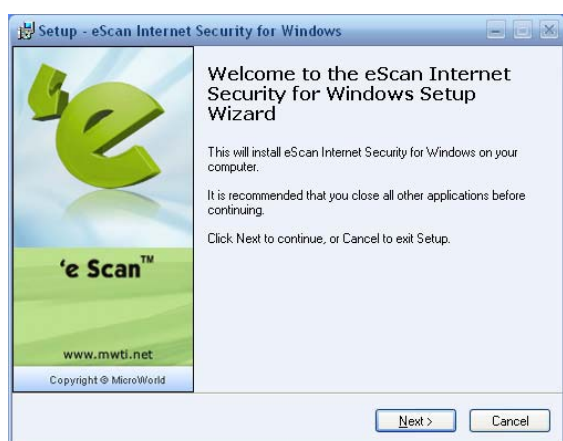 Setup - eScan Internet Security for Windows
Welcome to the eScan Internet
Security for Windows Setup
Wizard
This will install eScan Internet Security for Windows on your
computer.
It is recommended that you close all other applications before
continuing.
Click Next to continue, or Cancel to exit Setup.
'e Scan™
www.mwti.net
Copyright © MicroWorld
Next >
Cancel